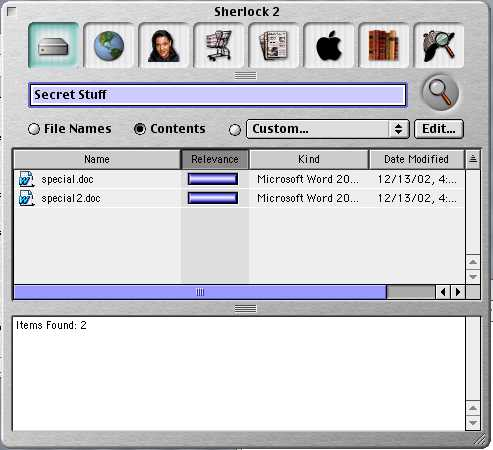 Sherlock 2
Secret Stuff
File Names Contents Custom... Edit...
Name Relevance Kind Date Modified
special.doc Microsoft Word 20... 12/13/02, 4:...
special2.doc Microsoft Word 20... 12/13/02, 4:...
Items Found: 2